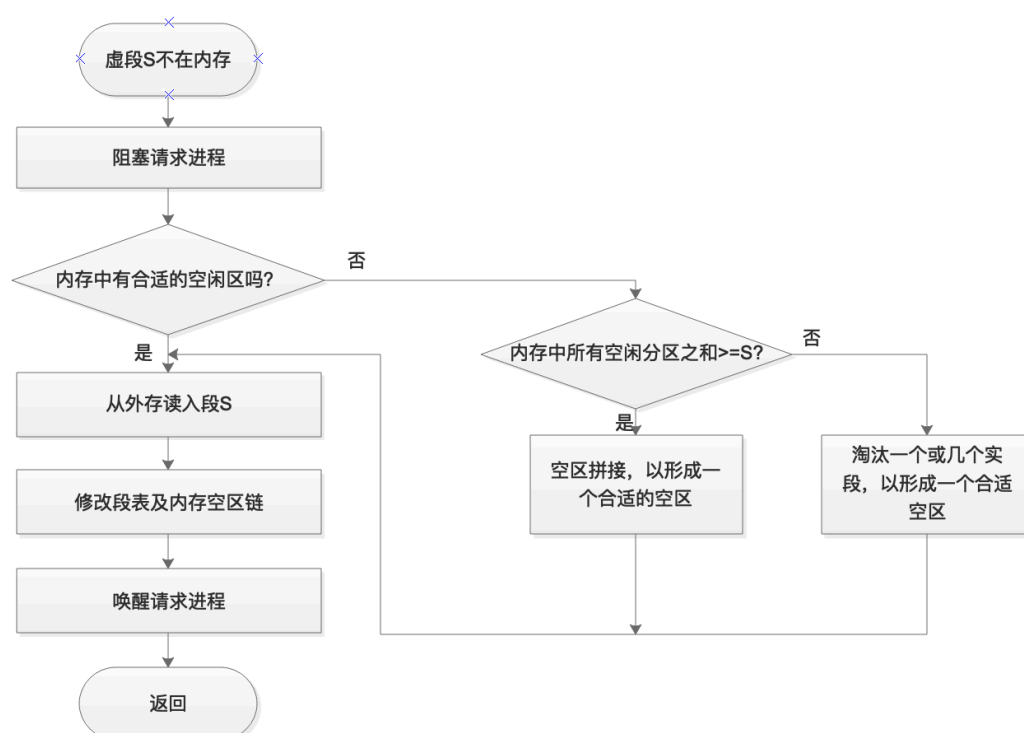 虚段S不在内存
阻塞请求进程
内存中有合适的空闲区吗?
否
是
内存中所有空闲分区之和>=S?
否
是
从外存读入段S
空区拼接，以形成一
个合适的空区
淘汰一个或几个实
段，以形成一个合适
空区
修改段表及内存空区链
唤醒请求进程
返回